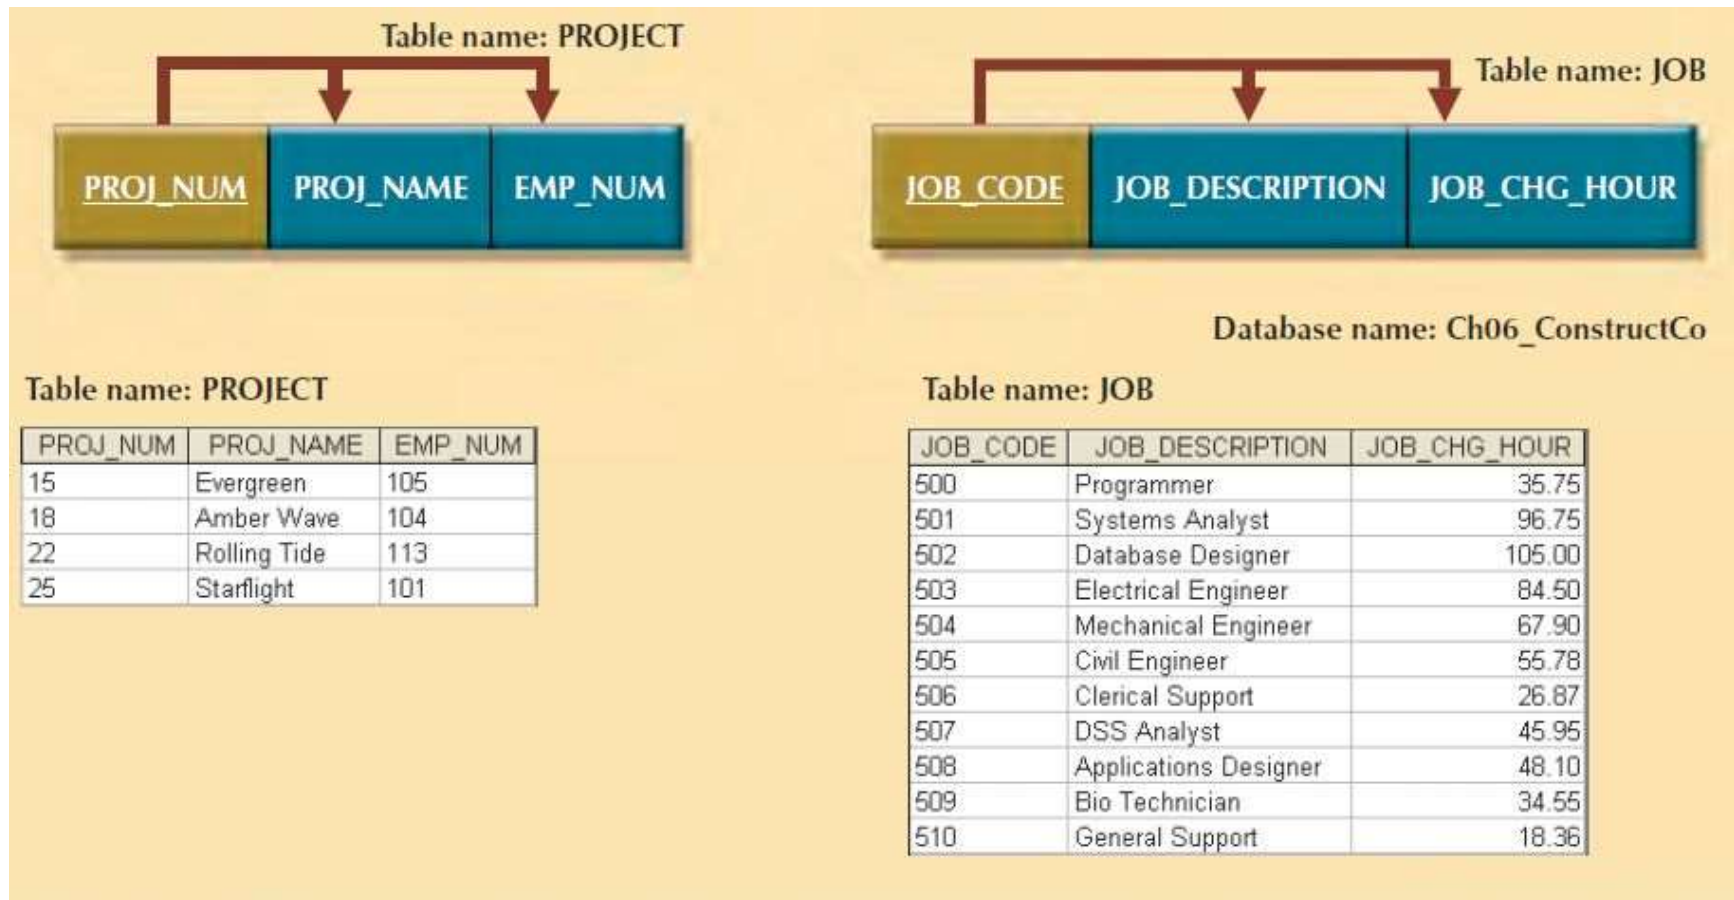 Table name: PROJECT
PROJ_NUM PROJ_NAME EMP_NUM
Table name: JOB
JOB_CODE JOB_DESCRIPTION JOB_CHG_HOUR
Database name: Ch06_ConstructCo
Table name: PROJECT
PROJ_NUM PROJ_NAME EMP_NUM
15 Evergreen 105
18 Amber Wave 104
22 Rolling Tide 113
25 Starflight 101
Table name: JOB
JOB_CODE JOB_DESCRIPTION JOB_CHG_HOUR
500 Programmer 35.75
501 Systems Analyst 96.75
502 Database Designer 105.00
503 Electrical Engineer 84.50
504 Mechanical Engineer 67.90
505 Civil Engineer 55.78
506 Clerical Support 26.87
507 DSS Analyst 45.95
508 Applications Designer 48.10
509 Bio Technician 34.55
510 General Support 18.36